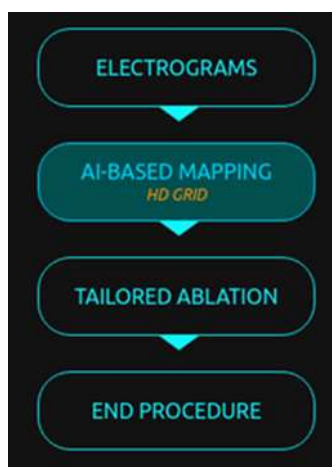 ELECTROGRAMS
AI-BASED MAPPING
HD GRID
TAILORED ABLATION
END PROCEDURE